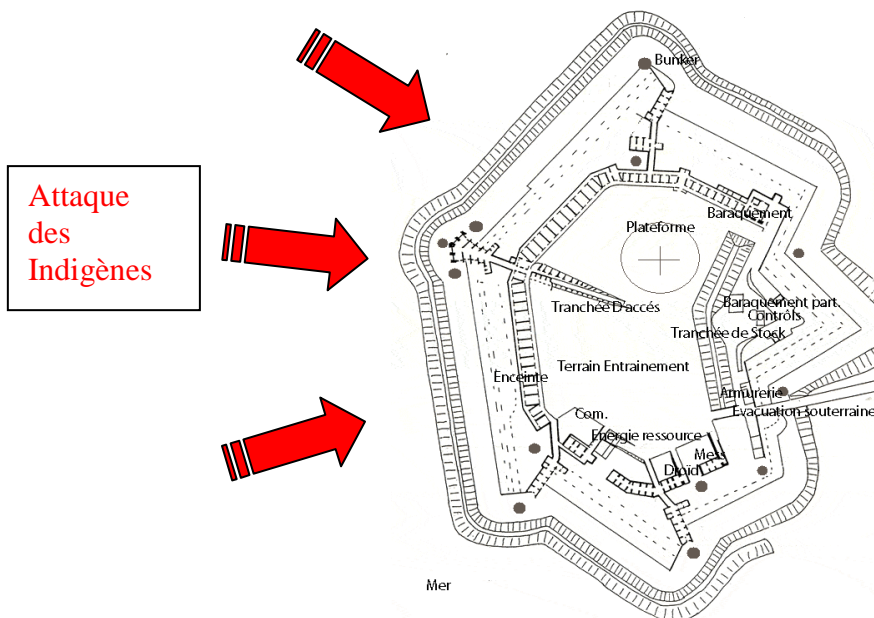 Attaque
des
Indigènes
Bunker
Baraquement
Plateforme
Baraquement part.
Contrôls
Tranchée D'accés
Tranchée de Stock
Terrain Entrainement
Enceinte
Armurerie
Com.
Evacuation souterraine
Energie ressource
Mess
Droïd
Mer